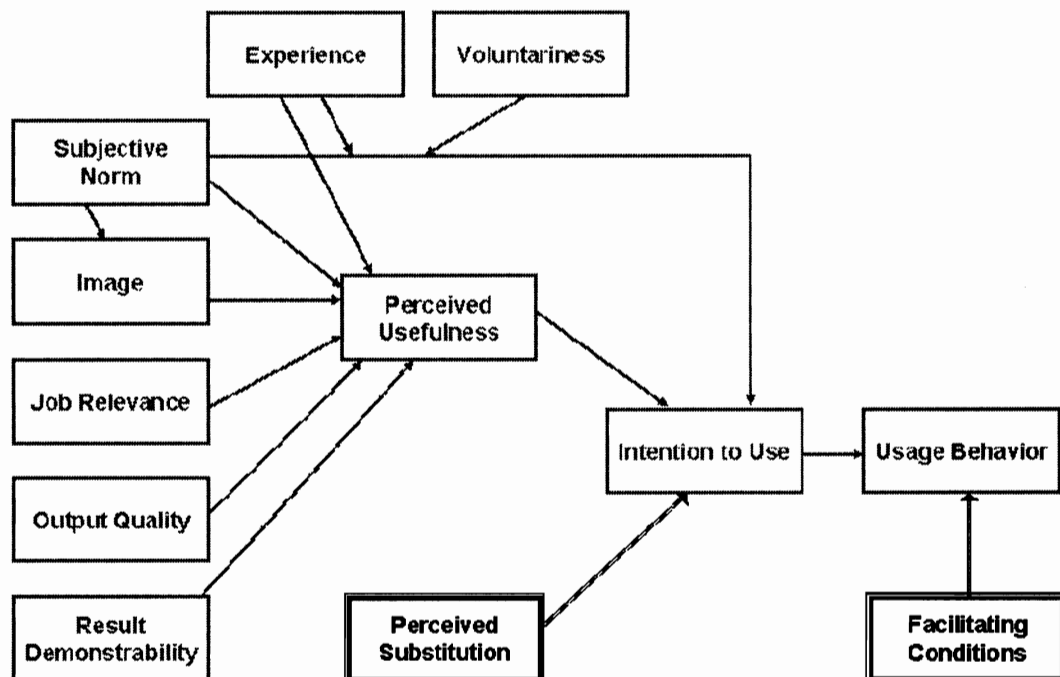 Experience
Voluntariness
Subjective
Norm
Image
Perceived
Usefulness
Job Relevance
Intention to Use
Usage Behavior
Output Quality
Result
Demonstrability
Perceived
Substitution
Facilitating
Conditions